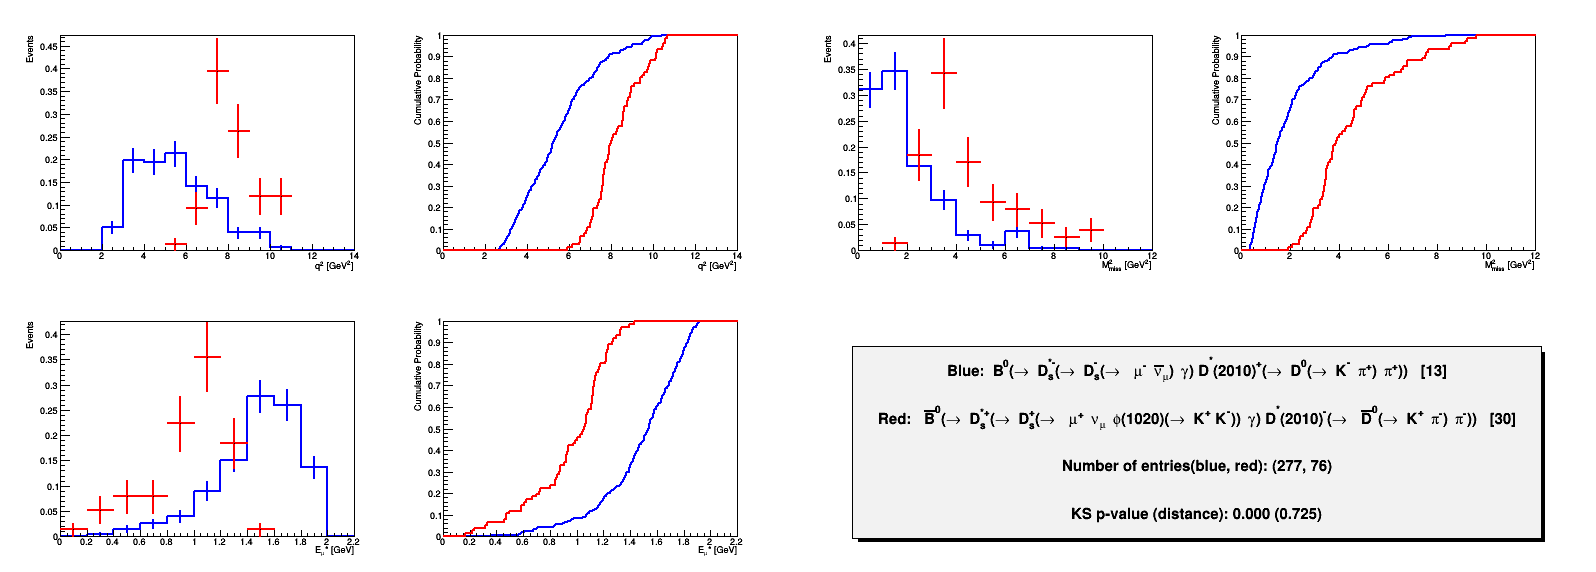 Events
0.45
0.4
0.35
0.3
0.25
0.2
0.15
0.1
0.05
0
0 2 4 6 8 10 12 14
q² [GeV²]
Cumulative Probability
1
0.9
0.8
0.7
0.6
0.5
0.4
0.3
0.2
0.1
0
0 2 4 6 8 10 12 14
q² [GeV²]
Events
0.4
0.35
0.3
0.25
0.2
0.15
0.1
0.05
0
0 2 4 6 8 10 12
M²miss [GeV²]
Cumulative Probability
1
0.9
0.8
0.7
0.6
0.5
0.4
0.3
0.2
0.1
0
0 2 4 6 8 10 12
M²miss [GeV²]
Events
0.4
0.35
0.3
0.25
0.2
0.15
0.1
0.05
0
0 0.2 0.4 0.6 0.8 1 1.2 1.4 1.6 1.8 2 2.2
Eμ* [GeV]
Cumulative Probability
1
0.9
0.8
0.7
0.6
0.5
0.4
0.3
0.2
0.1
0
0 0.2 0.4 0.6 0.8 1 1.2 1.4 1.6 1.8 2 2.2
Eμ* [GeV]
Blue: B⁰(→ Dₛ*⁻(→ Dₛ⁻(→ μ⁻ ν̅μ) γ) D*(2010)⁺(→ D⁰(→ K⁻ π⁺) π⁺)) [13]
Red: B̅⁰(→ Dₛ*⁺(→ Dₛ⁺(→ μ⁺ νμ ϕ(1020)(→ K⁺ K⁻)) γ) D*(2010)⁻(→ D̅⁰(→ K⁺ π⁻) π⁻)) [30]
Number of entries(blue, red): (277, 76)
KS p-value (distance): 0.000 (0.725)